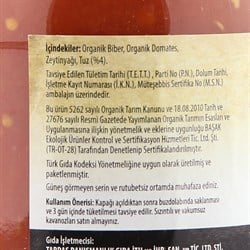 İçindekiler: Organik Biber, Organik Domates,
Zeytinyağı, Tuz (%4).
Tavsiye Edilen Tüketim Tarihi (T.E.T.T.) , Parti No (P.N.), Dolum Tarihi,
İşletme Kayıt Numarası (İ.K.N.), Müteşebbis Sertifika No (M.S.N.)
ambalaj üzerindedir.
Bu ürün 5262 sayılı Organik Tarım Kanunu ve 18.08.2010 Tarih ve
27676 sayılı Resmi Gazetede Yayımlanan Organik Tarımın Esasları ve
Uygulanmasına ilişkin yönetmelik ve eklerine uygunluğu BAŞAK
Ekolojik Ürünler Kontrol ve Sertifikasyon Hizmetleri Tic. Ltd. Şti.
(TR-OT-28) Tarafından Denetlenip Sertifikalandırılmıştır.
Türk Gıda Kodeksi Yönetmeliğine uygun olarak üretilmiş ve
paketlenmiştir.
Güneş görmeyen serin ve rutubetsiz ortamda muhafaza ediniz.
Kullanım Önerisi: Kapağı açıldıktan sonra buzdolabında saklanması
ve 3 gün içinde tüketilmesi tavsiye edilir. Sızıntılı ve vakumsuz
kavanozları satın almayınız.
Gıda İşletmecisi: